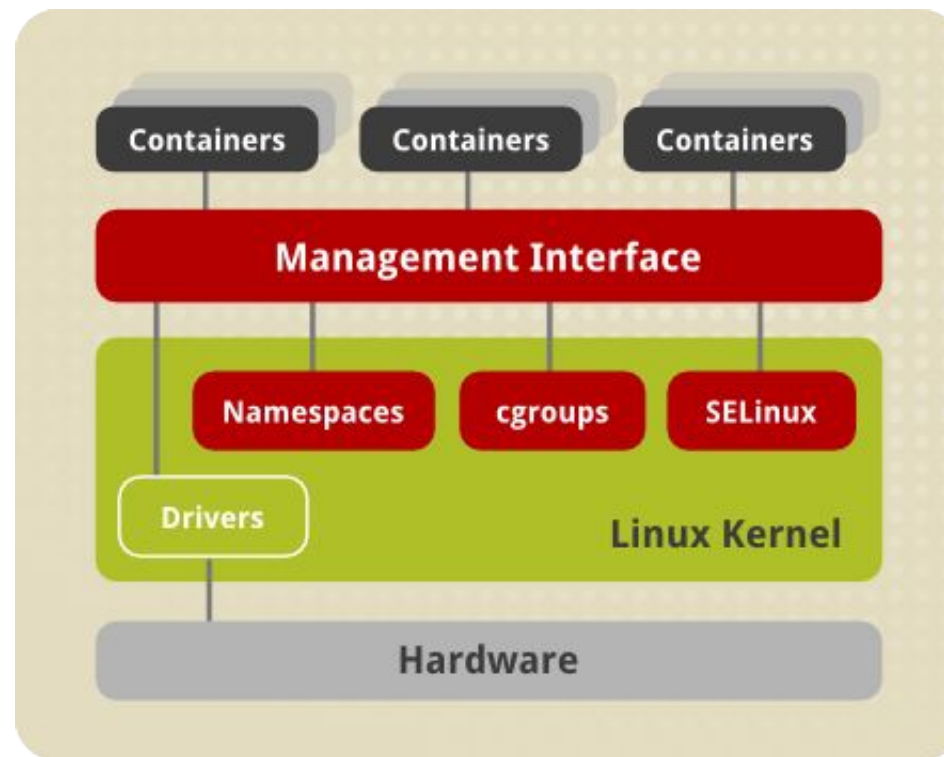 Containers
Containers
Containers
Management Interface
Namespaces
cgroups
SELinux
Drivers
Linux Kernel
Hardware